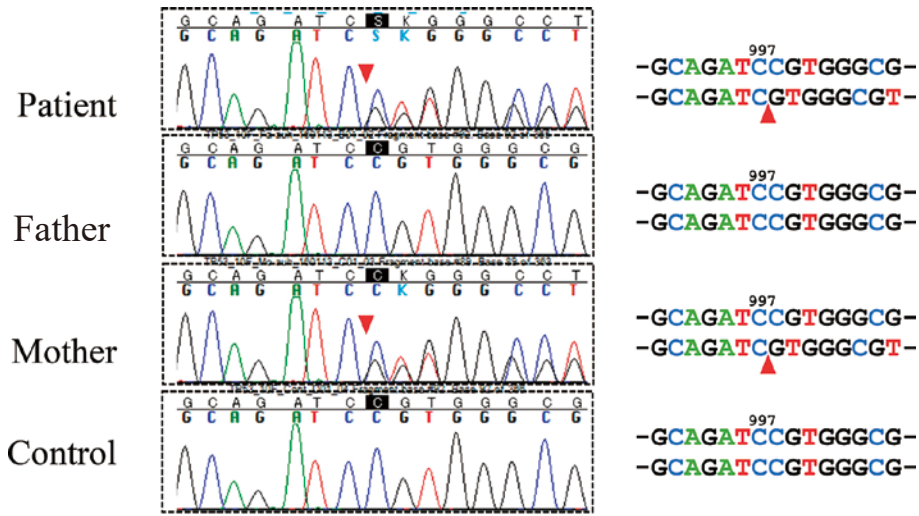 G C A G A T C S K G G G C C T
G C A G A T C S K G G G C C T
Patient
997
-GCAGATCCGTGGGCG-
-GCAGATCGTGGGCGT-
G C A G A T C C G T G G G C G
G C A G A T C C G T G G G C G
Father
997
-GCAGATCCGTGGGCG-
-GCAGATCCGTGGGCG-
G C A G A T C C K G G G C C T
G C A G A T C C K G G G C C T
Mother
997
-GCAGATCCGTGGGCG-
-GCAGATCGTGGGCGT-
G C A G A T C C G T G G G C G
G C A G A T C C G T G G G C G
Control
997
-GCAGATCCGTGGGCG-
-GCAGATCCGTGGGCG-